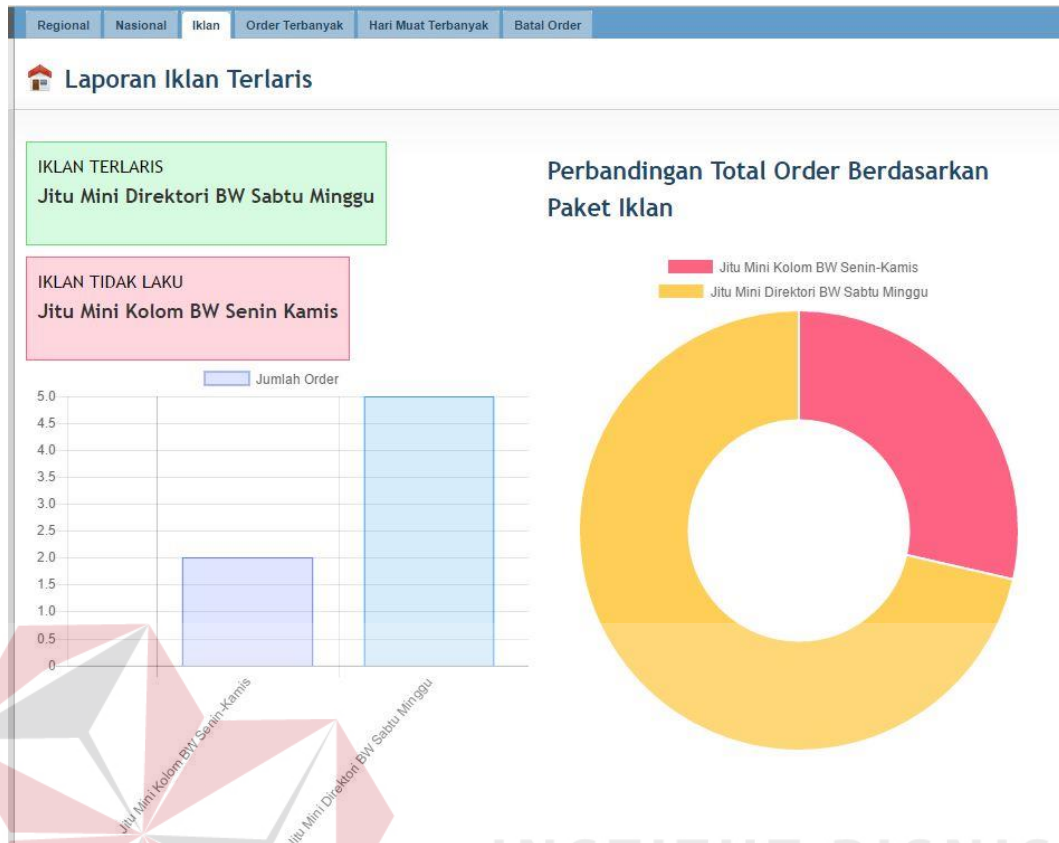 Regional Nasional Iklan Order Terbanyak Hari Muat Terbanyak Batal Order
Laporan Iklan Terlaris
IKLAN TERLARIS
Jitu Mini Direktori BW Sabtu Minggu
IKLAN TIDAK LAKU
Jitu Mini Kolom BW Senin Kamis
Jumlah Order
5.0
4.5
4.0
3.5
3.0
2.5
2.0
1.5
1.0
0.5
0
Jitu Mini Kolom BW Senin-Kamis
Jitu Mini Direktori BW Sabtu Minggu
Perbandingan Total Order Berdasarkan
Paket Iklan
Jitu Mini Kolom BW Senin-Kamis
Jitu Mini Direktori BW Sabtu Minggu